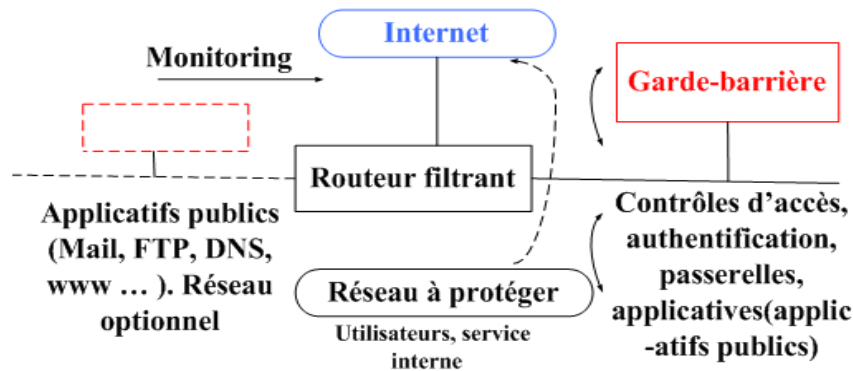 Internet
Monitoring
Garde-barrière
Routeur filtrant
Applicatifs publics
(Mail, FTP, DNS,
www … ). Réseau
optionnel
Contrôles d’accès,
authentification,
passerelles,
applicatives(applic
-atifs publics)
Réseau à protéger
Utilisateurs, service
interne